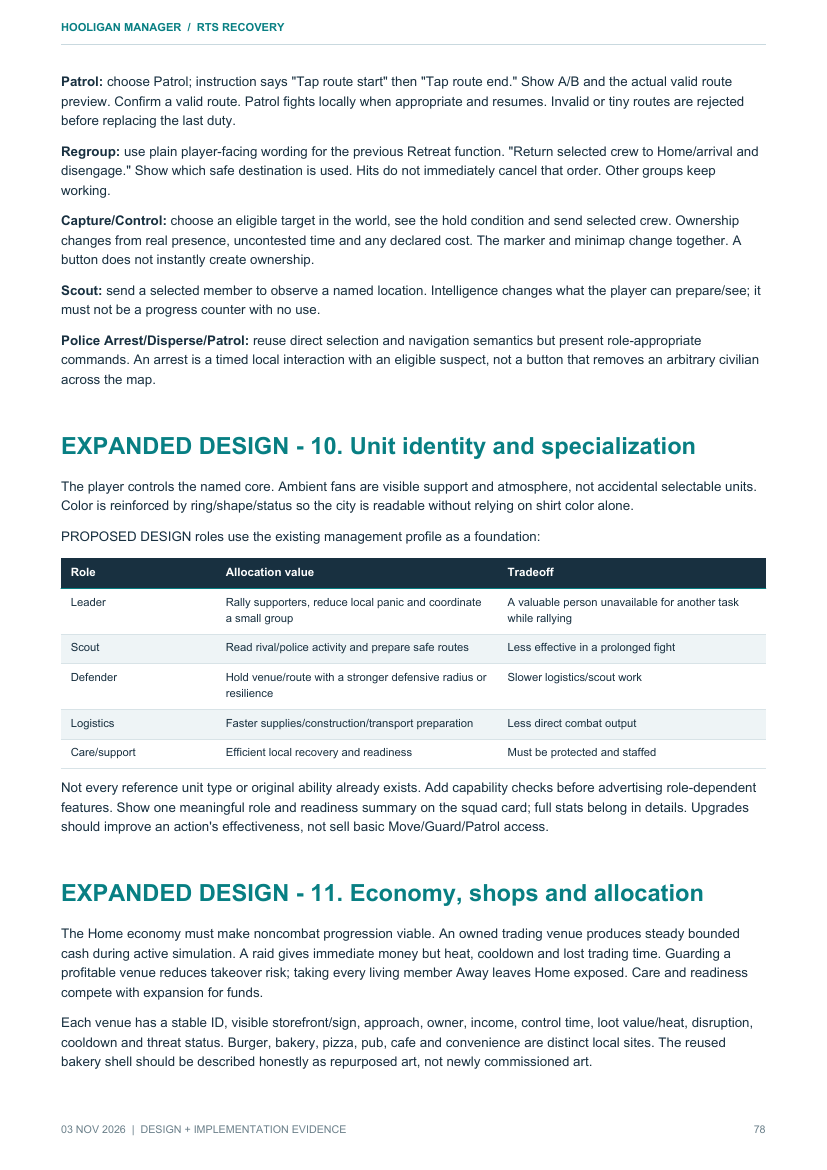 HOOLIGAN MANAGER / RTS RECOVERY
Patrol: choose Patrol; instruction says "Tap route start" then "Tap route end." Show A/B and the actual valid route
preview. Confirm a valid route. Patrol fights locally when appropriate and resumes. Invalid or tiny routes are rejected
before replacing the last duty.
Regroup: use plain player-facing wording for the previous Retreat function. "Return selected crew to Home/arrival and
disengage." Show which safe destination is used. Hits do not immediately cancel that order. Other groups keep
working.
Capture/Control: choose an eligible target in the world, see the hold condition and send selected crew. Ownership
changes from real presence, uncontested time and any declared cost. The marker and minimap change together. A
button does not instantly create ownership.
Scout: send a selected member to observe a named location. Intelligence changes what the player can prepare/see; it
must not be a progress counter with no use.
Police Arrest/Disperse/Patrol: reuse direct selection and navigation semantics but present role-appropriate
commands. An arrest is a timed local interaction with an eligible suspect, not a button that removes an arbitrary civilian
across the map.
EXPANDED DESIGN - 10. Unit identity and specialization
The player controls the named core. Ambient fans are visible support and atmosphere, not accidental selectable units.
Color is reinforced by ring/shape/status so the city is readable without relying on shirt color alone.
PROPOSED DESIGN roles use the existing management profile as a foundation:
Role Allocation value Tradeoff
Leader Rally supporters, reduce local panic and coordinate A valuable person unavailable for another task
a small group while rallying
Scout Read rival/police activity and prepare safe routes Less effective in a prolonged fight
Defender Hold venue/route with a stronger defensive radius or Slower logistics/scout work
resilience
Logistics Faster supplies/construction/transport preparation Less direct combat output
Care/support Efficient local recovery and readiness Must be protected and staffed
Not every reference unit type or original ability already exists. Add capability checks before advertising role-dependent
features. Show one meaningful role and readiness summary on the squad card; full stats belong in details. Upgrades
should improve an action's effectiveness, not sell basic Move/Guard/Patrol access.
EXPANDED DESIGN - 11. Economy, shops and allocation
The Home economy must make noncombat progression viable. An owned trading venue produces steady bounded
cash during active simulation. A raid gives immediate money but heat, cooldown and lost trading time. Guarding a
profitable venue reduces takeover risk; taking every living member Away leaves Home exposed. Care and readiness
compete with expansion for funds.
Each venue has a stable ID, visible storefront/sign, approach, owner, income, control time, loot value/heat, disruption,
cooldown and threat status. Burger, bakery, pizza, pub, cafe and convenience are distinct local sites. The reused
bakery shell should be described honestly as repurposed art, not newly commissioned art.
03 NOV 2026 | DESIGN + IMPLEMENTATION EVIDENCE 78